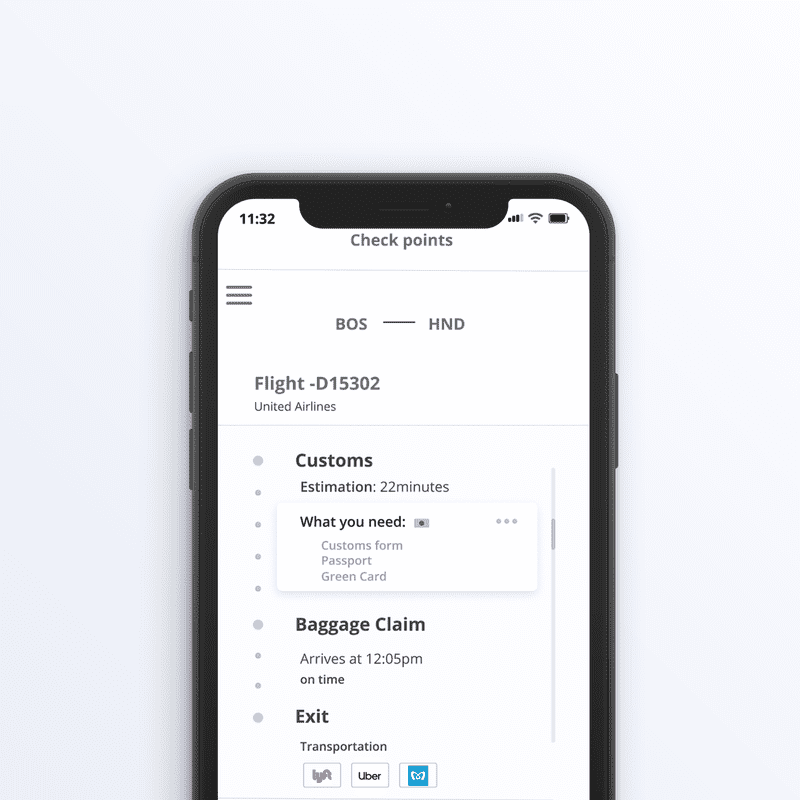 11:32
Check points
BOS — HND
Flight -D15302
United Airlines
Customs
Estimation: 22minutes
What you need:
Customs form
Passport
Green Card
Baggage Claim
Arrives at 12:05pm
on time
Exit
Transportation
lyft Uber